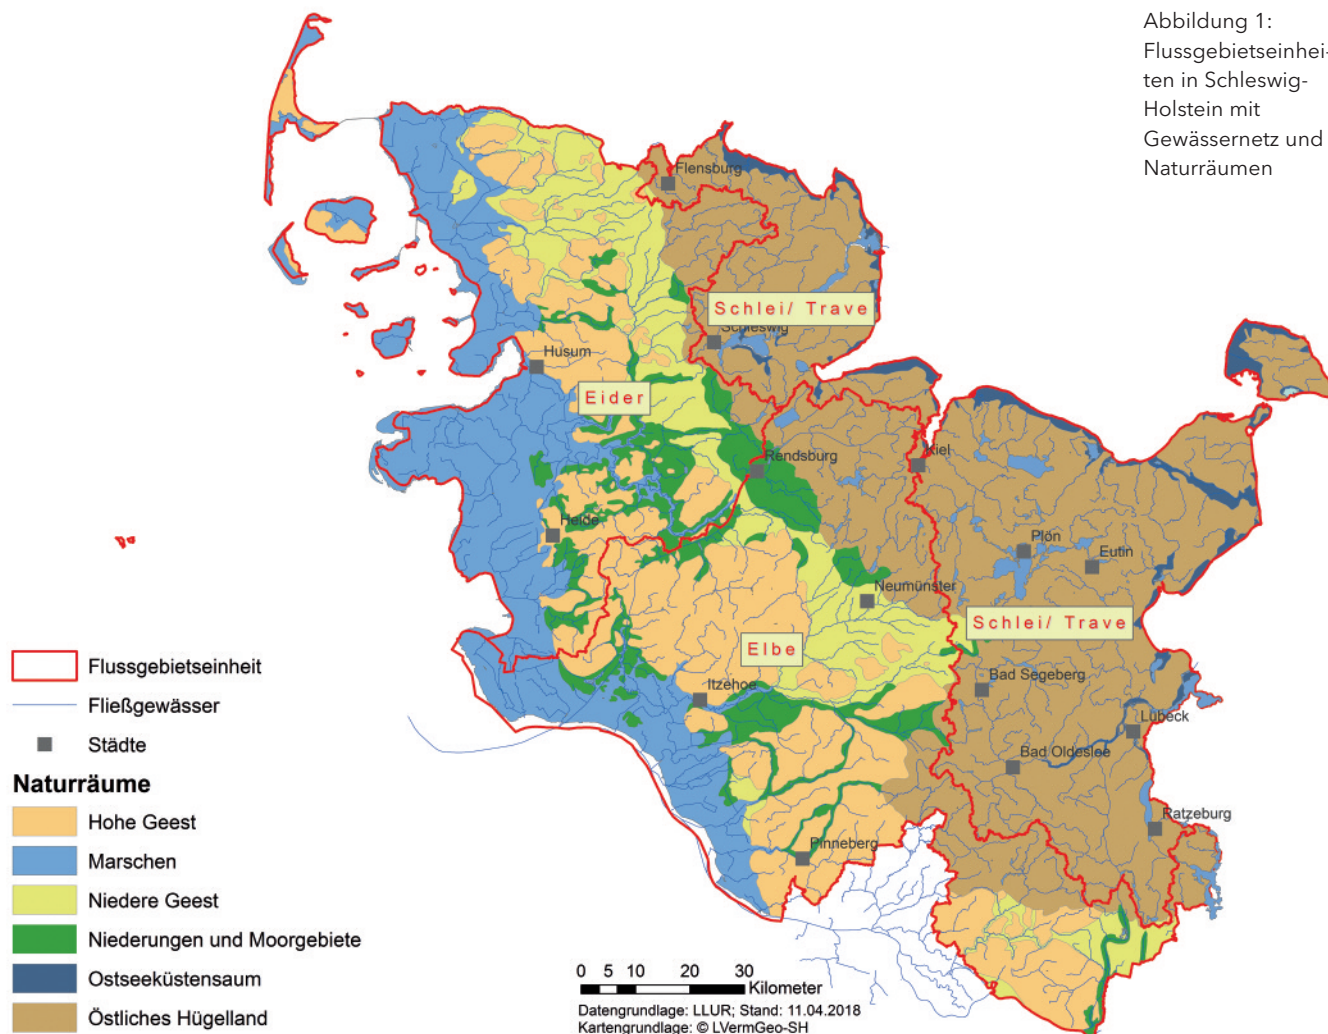 Abbildung 1:
Flussgebietseinhei-
ten in Schleswig-
Holstein mit
Gewässernetz und
Naturräumen
Flensburg
Schlei/ Trave
Schleswig
Husum
Eider
Rendsburg
Kiel
Heide
Plön
Eutin
Neumünster
Schlei/ Trave
Elbe
Bad Segeberg
Itzehoe
Lübeck
Bad Oldesloe
Ratzeburg
Pinneberg
Flussgebietseinheit
Fließgewässer
Städte
Naturräume
Hohe Geest
Marschen
Niedere Geest
Niederungen und Moorgebiete
Ostseeküstensaum
Östliches Hügelland
0 5 10 20 30
Kilometer
Datengrundlage: LLUR; Stand: 11.04.2018
Kartengrundlage: © LVermGeo-SH